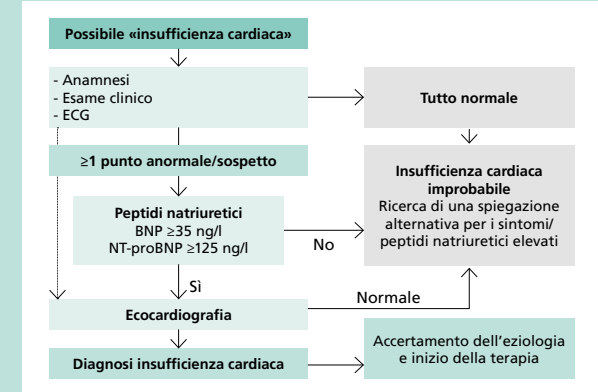 Possibile «insufficienza cardiaca»
- Anamnesi
- Esame clinico
- ECG
Tutto normale
≥1 punto anormale/sospetto
Insufficienza cardiaca
improbabile
Ricerca di una spiegazione
alternativa per i sintomi/
peptidi natriuretici elevati
Peptidi natriuretici
BNP ≥35 ng/l
NT-proBNP ≥125 ng/l
No
Sì
Normale
Ecocardiografia
Diagnosi insufficienza cardiaca
Accertamento dell’eziologia
e inizio della terapia